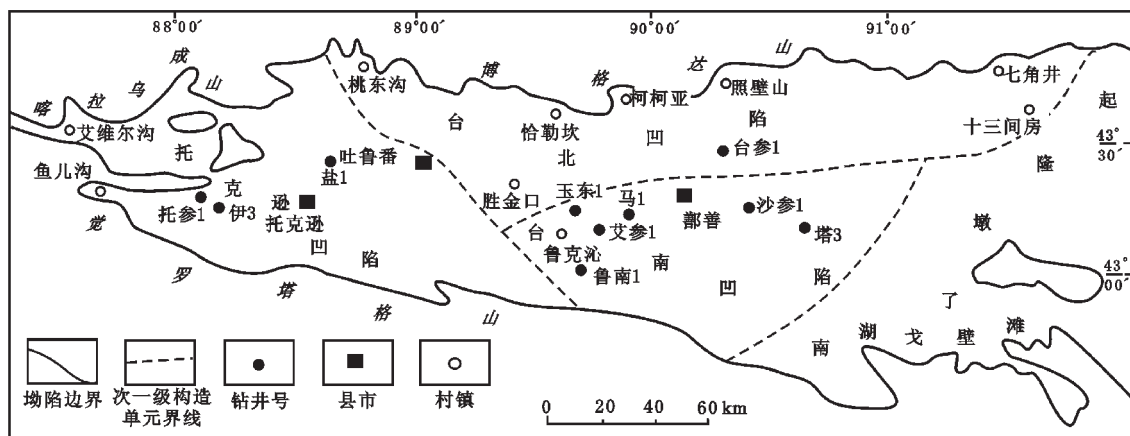 88°00′ 89°00′ 90°00′ 91°00′
喀拉乌成山
博格达山
桃东沟
柯柯亚
照壁山
七角井
艾维尔沟
恰勒坎
十三间房
43°30′
鱼儿沟
吐鲁番
盐1
台参1
托克逊凹陷
台北凹陷
托参1
伊3
托克逊
胜金口
玉东1
马1
鄯善
沙参1
艾参1
塔3
鲁克沁
鲁南1
台南凹陷
了墩隆起
43°00′
觉罗塔格山
南湖戈壁滩
坳陷边界
次一级构造
单元界线
钻井号
县市
村镇
0 20 40 60 km